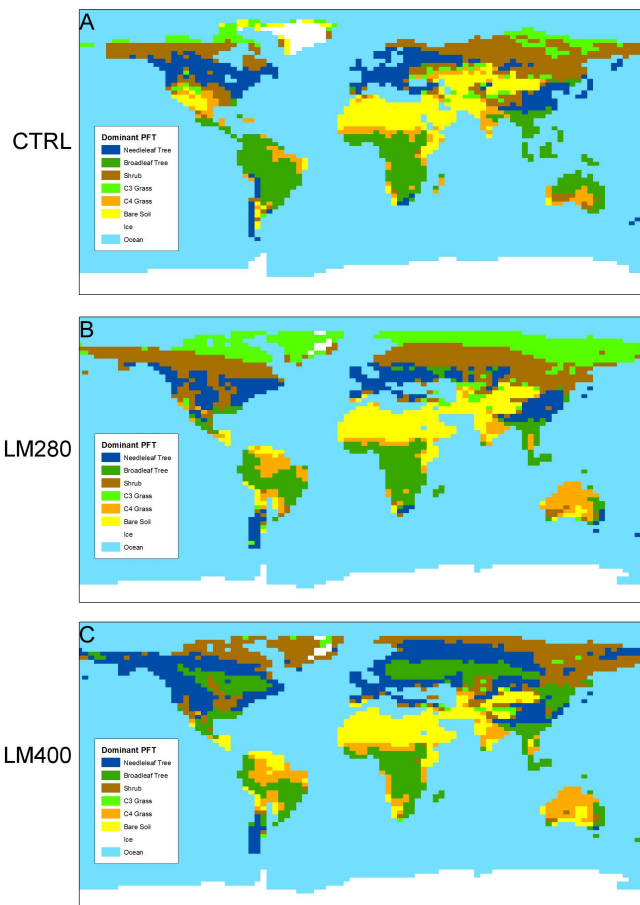 A
CTRL
Dominant PFT
Needleleaf Tree
Broadleaf Tree
Shrub
C3 Grass
C4 Grass
Bare Soil
Ice
Ocean
B
LM280
Dominant PFT
Needleleaf Tree
Broadleaf Tree
Shrub
C3 Grass
C4 Grass
Bare Soil
Ice
Ocean
C
LM400
Dominant PFT
Needleleaf Tree
Broadleaf Tree
Shrub
C3 Grass
C4 Grass
Bare Soil
Ice
Ocean